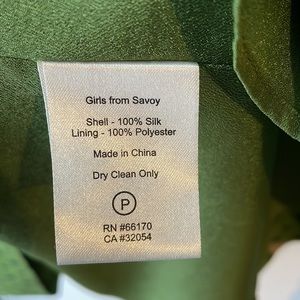 Girls from Savoy
Shell - 100% Silk
Lining - 100% Polyester
Made in China
Dry Clean Only
P
RN #66170
CA #32054